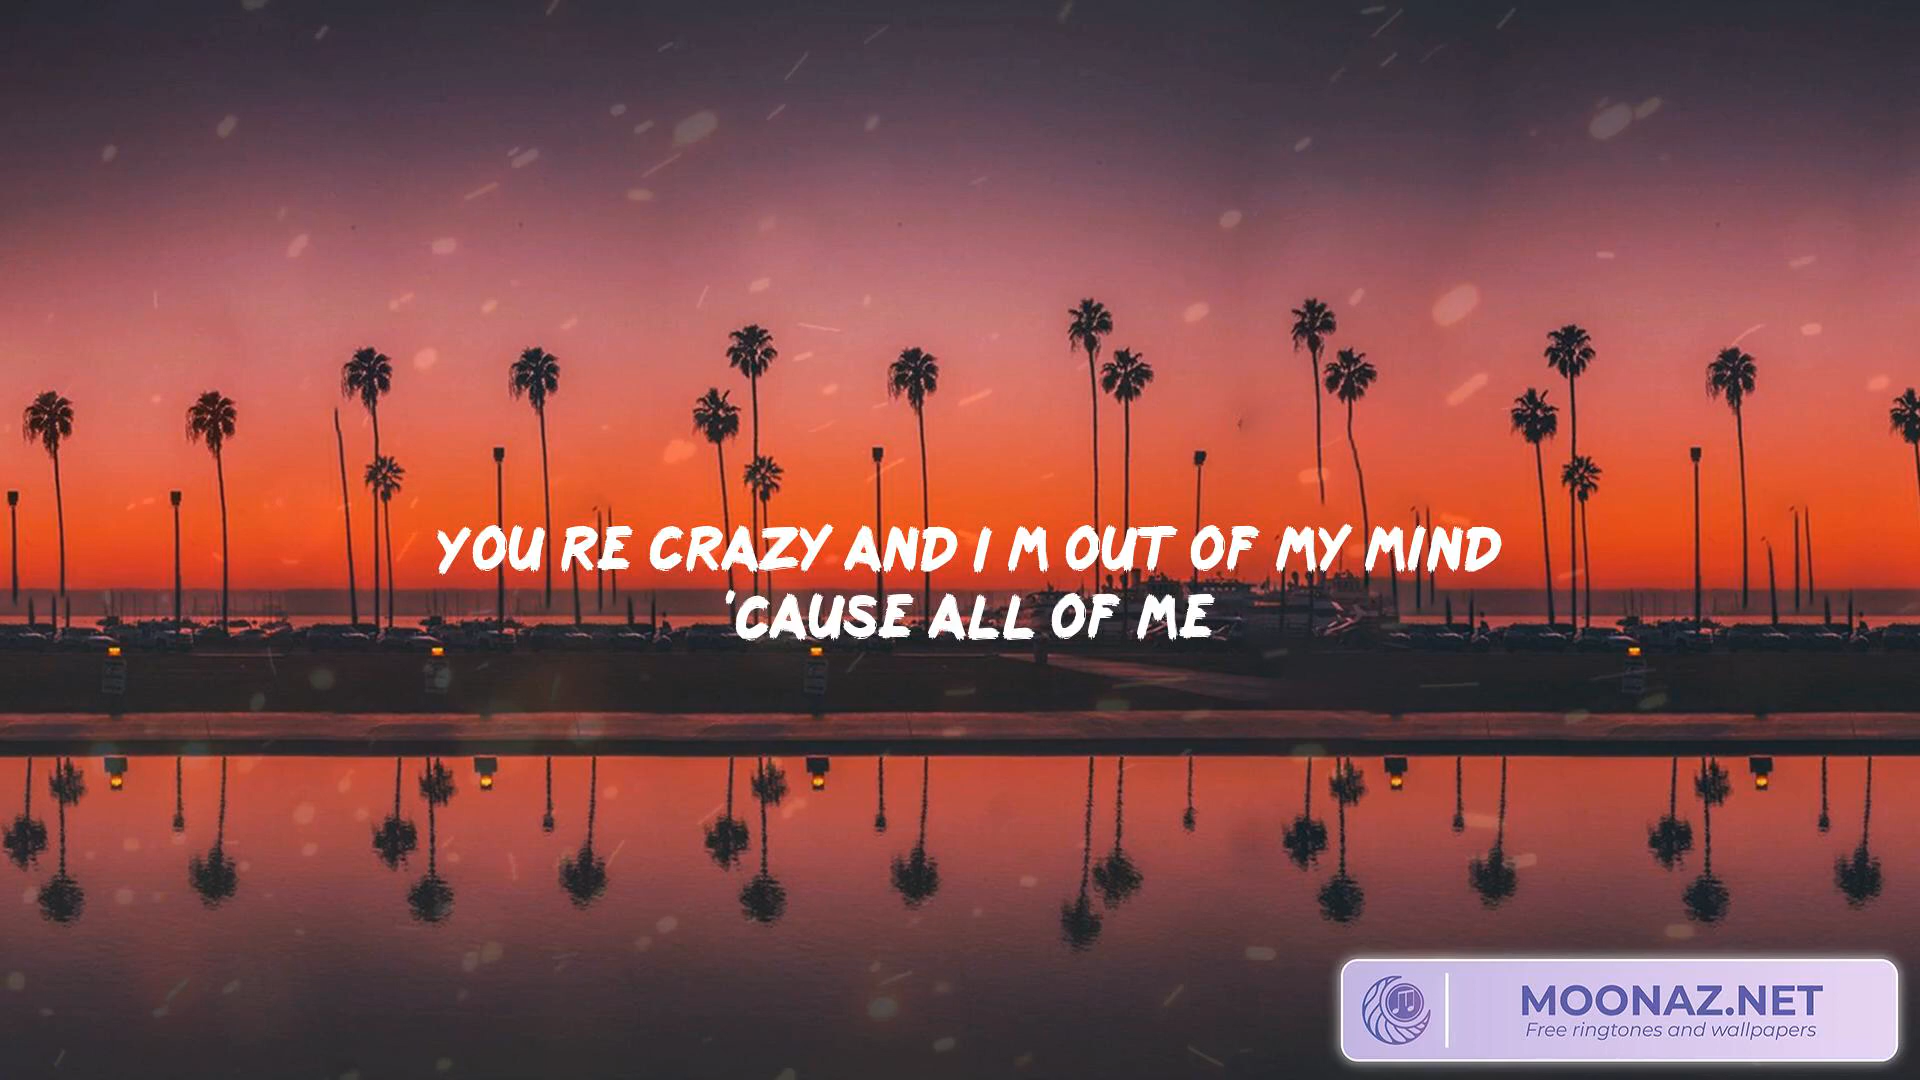 YOU RE CRAZY AND I M OUT OF MY MIND
'CAUSE ALL OF ME
MOONAZ.NET
Free ringtones and wallpapers